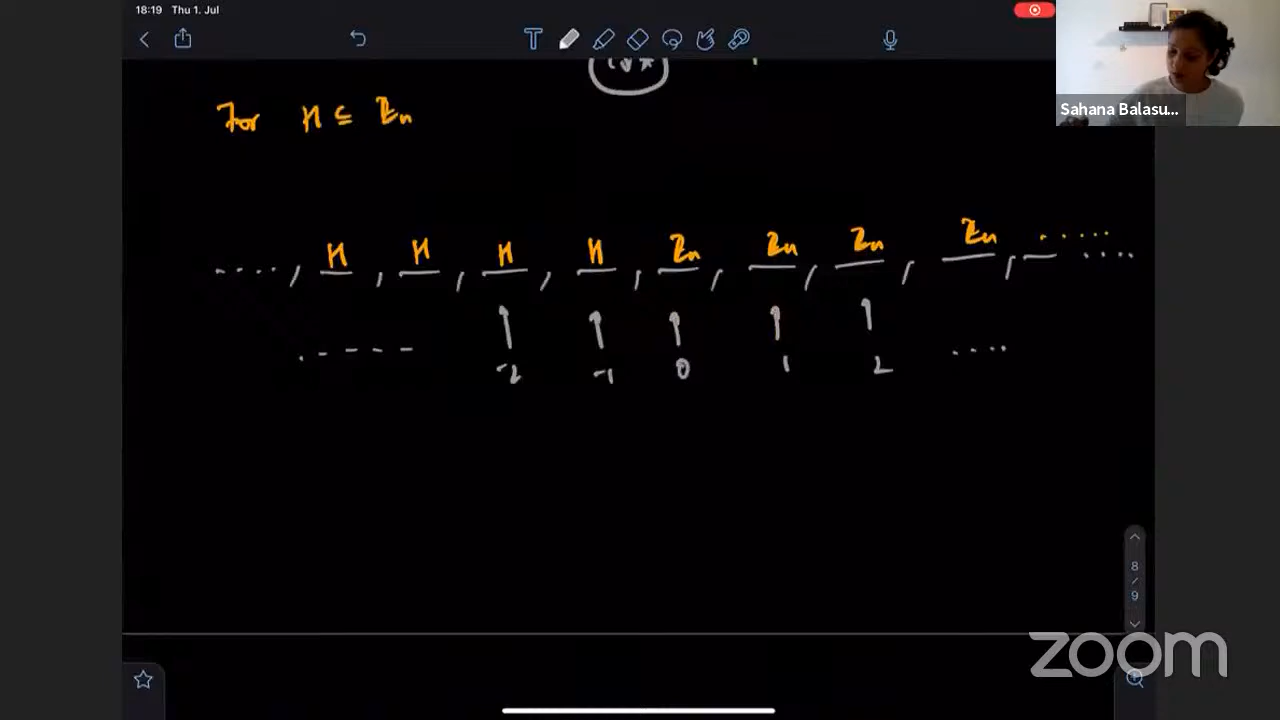 18:19 Thu 1. Jul
Sahana Balasu...
For H ⊆ ℤn
...., H, H, H, H, ℤn, ℤn, ℤn, ℤn, .....
..... -2 -1 0 1 2 ....
8
/
9
zoom